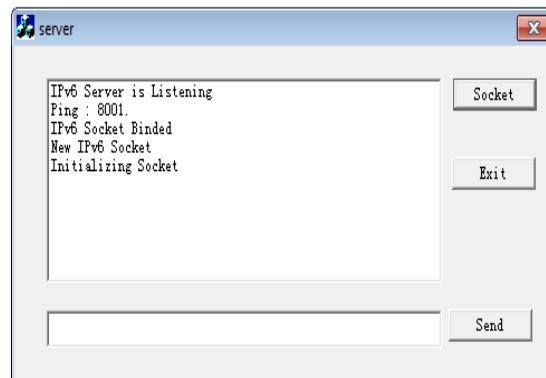 server
IPv6 Server is Listening
Ping : 8001.
IPv6 Socket Binded
New IPv6 Socket
Initializing Socket
Socket
Exit
Send